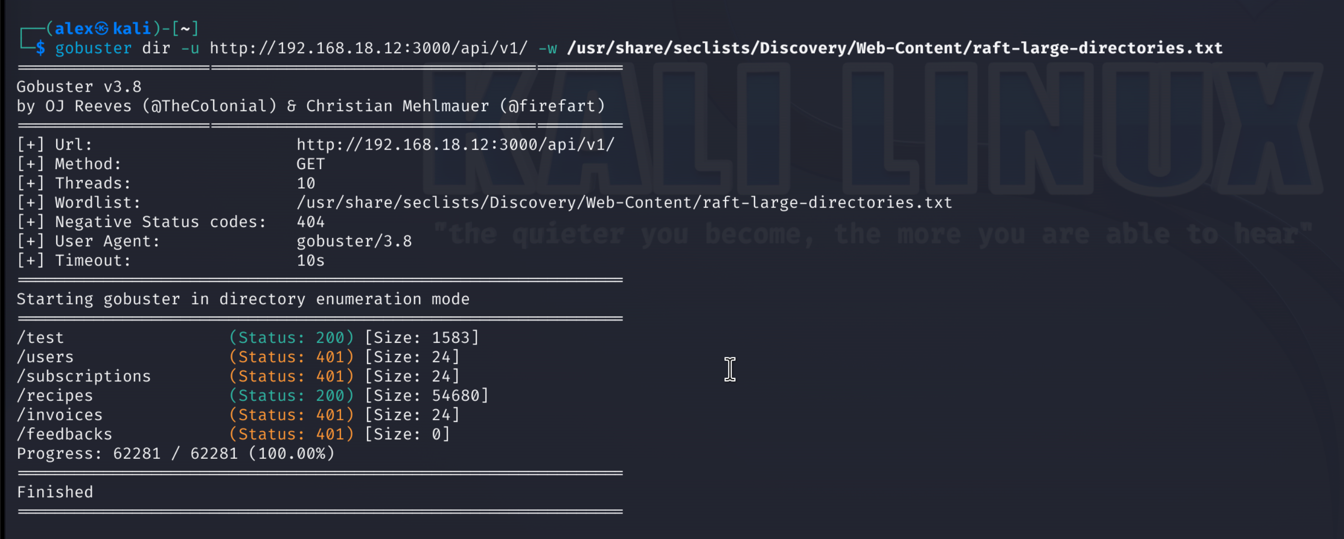 ┌──(alex㉿kali)-[~]
└─$ gobuster dir -u http://192.168.18.12:3000/api/v1/ -w /usr/share/seclists/Discovery/Web-Content/raft-large-directories.txt
===============================================================
Gobuster v3.8
by OJ Reeves (@TheColonial) & Christian Mehlmauer (@firefart)
===============================================================
[+] Url:                     http://192.168.18.12:3000/api/v1/
[+] Method:                  GET
[+] Threads:                 10
[+] Wordlist:                /usr/share/seclists/Discovery/Web-Content/raft-large-directories.txt
[+] Negative Status codes:   404
[+] User Agent:              gobuster/3.8
[+] Timeout:                 10s
===============================================================
Starting gobuster in directory enumeration mode
===============================================================
/test                 (Status: 200) [Size: 1583]
/users                (Status: 401) [Size: 24]
/subscriptions        (Status: 401) [Size: 24]
/recipes              (Status: 200) [Size: 54680]
/invoices             (Status: 401) [Size: 24]
/feedbacks            (Status: 401) [Size: 0]
Progress: 62281 / 62281 (100.00%)
===============================================================
Finished
===============================================================
KALI LINUX
"the quieter you become, the more you are able to hear"